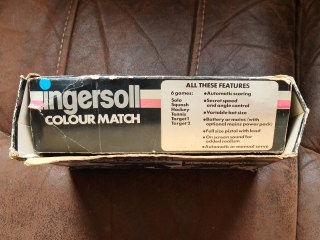 Ingersoll
COLOUR MATCH
ALL THESE FEATURES
6 games:
Solo
Squash
Hockey
Tennis
Target 1
Target 2
•Automatic scoring
•Secret speed
and angle control
•Variable bat size
•Battery or mains (with
optional mains power pack)
•Full size pistol with lead
•On screen sound for
added realism
•Automatic or manual serve